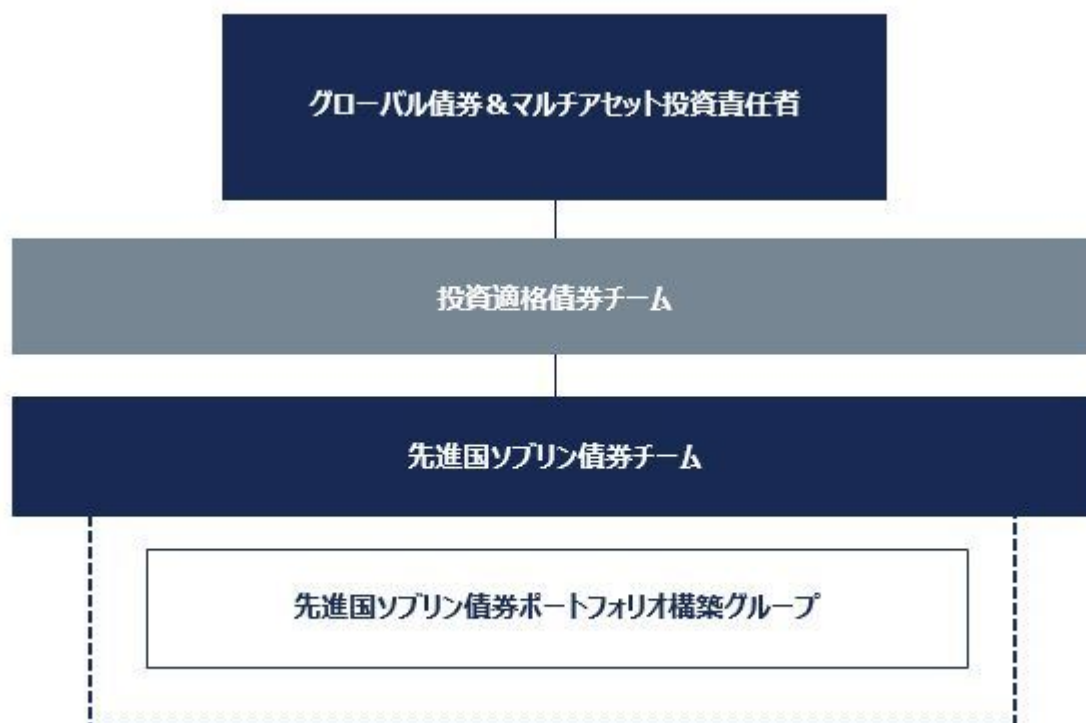 グローバル債券＆マルチアセット投資責任者
投資適格債券チーム
先進国ソブリン債券チーム
先進国ソブリン債券ポートフォリオ構築グループ